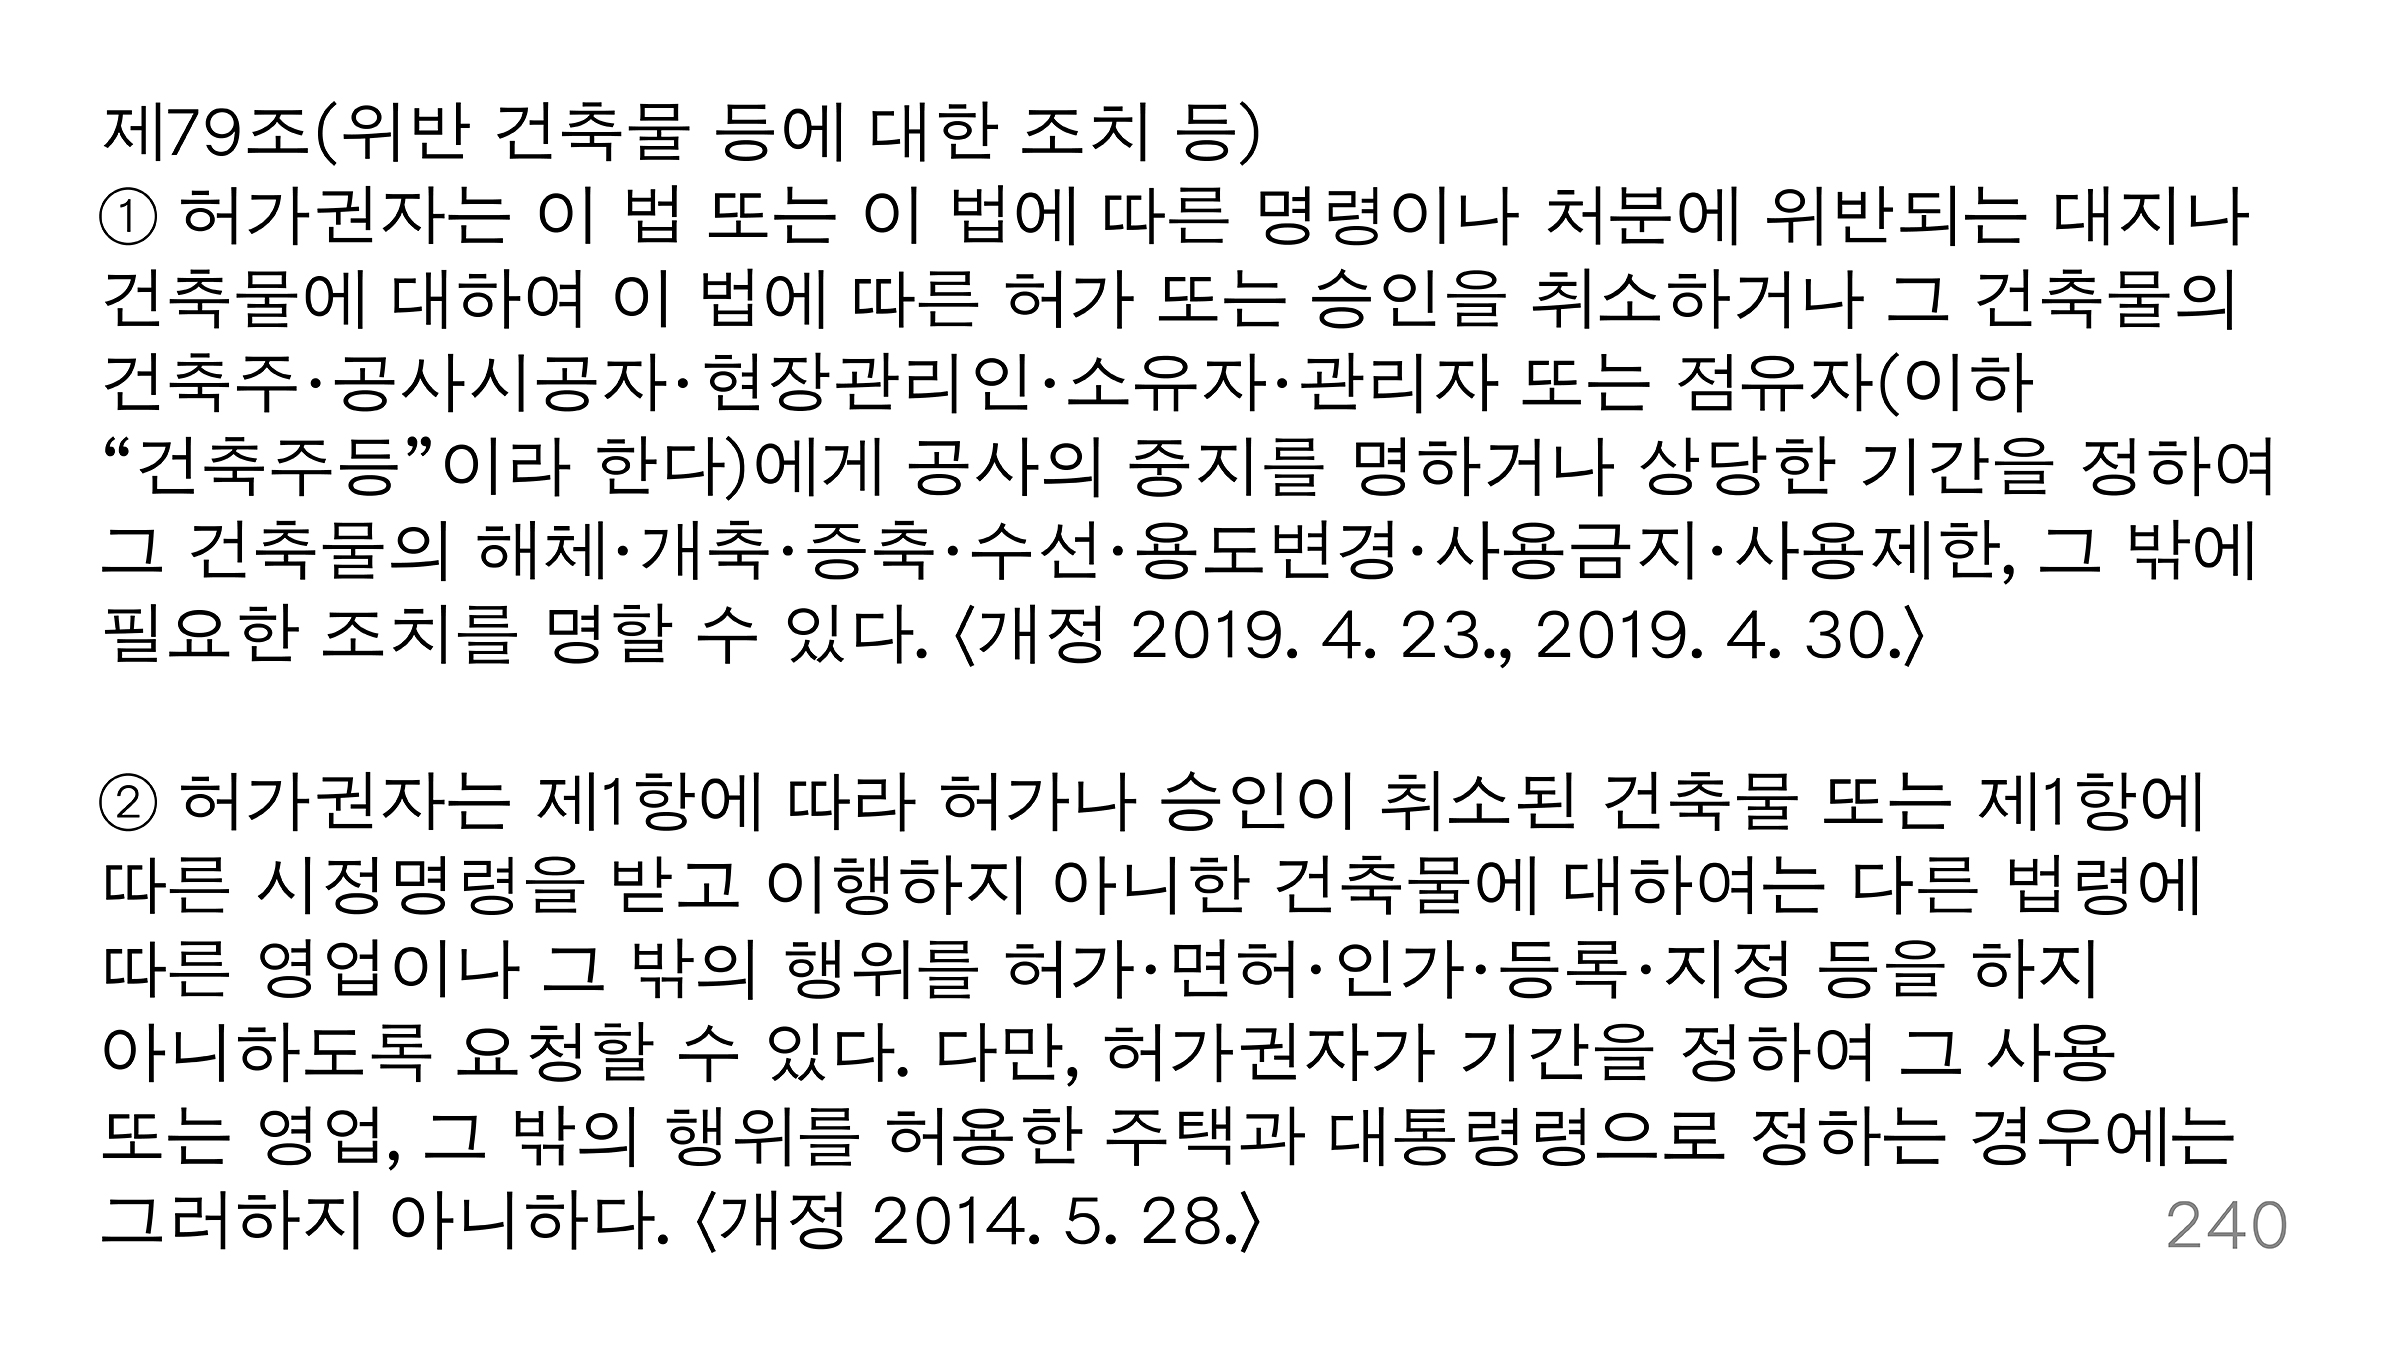 제79조(위반 건축물 등에 대한 조치 등)
① 허가권자는 이 법 또는 이 법에 따른 명령이나 처분에 위반되는 대지나
건축물에 대하여 이 법에 따른 허가 또는 승인을 취소하거나 그 건축물의
건축주·공사시공자·현장관리인·소유자·관리자 또는 점유자(이하
“건축주등”이라 한다)에게 공사의 중지를 명하거나 상당한 기간을 정하여
그 건축물의 해체·개축·증축·수선·용도변경·사용금지·사용제한, 그 밖에
필요한 조치를 명할 수 있다. 〈개정 2019. 4. 23., 2019. 4. 30.〉
② 허가권자는 제1항에 따라 허가나 승인이 취소된 건축물 또는 제1항에
따른 시정명령을 받고 이행하지 아니한 건축물에 대하여는 다른 법령에
따른 영업이나 그 밖의 행위를 허가·면허·인가·등록·지정 등을 하지
아니하도록 요청할 수 있다. 다만, 허가권자가 기간을 정하여 그 사용
또는 영업, 그 밖의 행위를 허용한 주택과 대통령령으로 정하는 경우에는
그러하지 아니하다. 〈개정 2014. 5. 28.〉
240